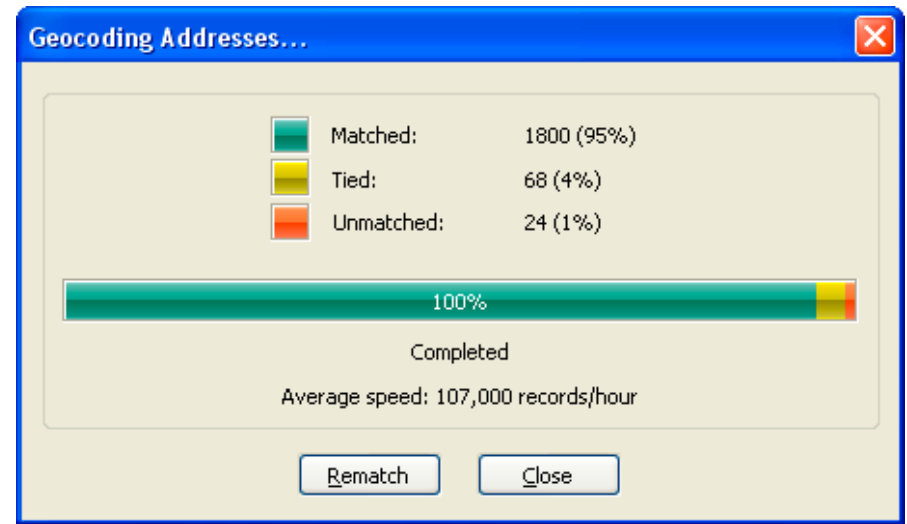 Geocoding Addresses...
Matched: 1800 (95%)
Tied: 68 (4%)
Unmatched: 24 (1%)
100%
Completed
Average speed: 107,000 records/hour
Rematch Close